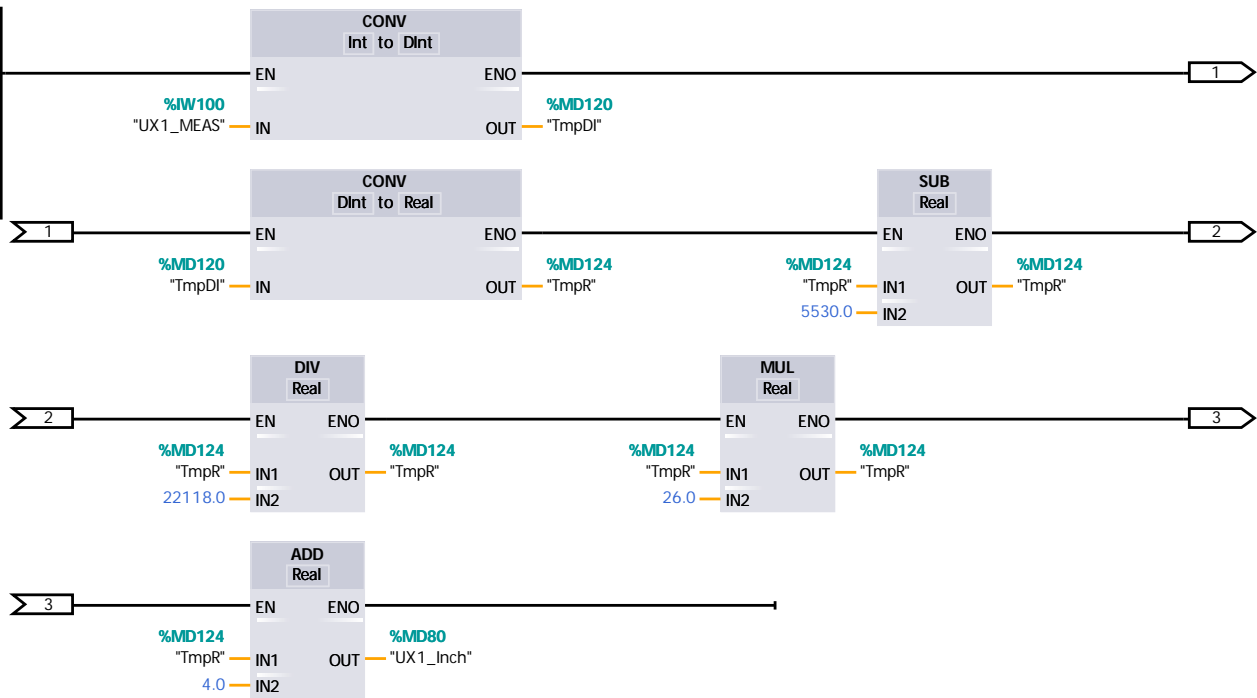 CONV
Int to DInt
EN ENO
1
%IW100 %MD120
"UX1_MEAS" IN OUT "TmpDI"
CONV SUB
DInt to Real Real
1 EN ENO EN ENO 2
%MD120 %MD124 %MD124 %MD124
"TmpDI" IN OUT "TmpR" "TmpR" IN1 OUT "TmpR"
5530.0 IN2
DIV MUL
Real Real
2 EN ENO EN ENO 3
%MD124 %MD124 %MD124 %MD124
"TmpR" IN1 OUT "TmpR" "TmpR" IN1 OUT "TmpR"
22118.0 IN2 26.0 IN2
ADD
Real
3 EN ENO
%MD124 %MD80
"TmpR" IN1 OUT "UX1_Inch"
4.0 IN2